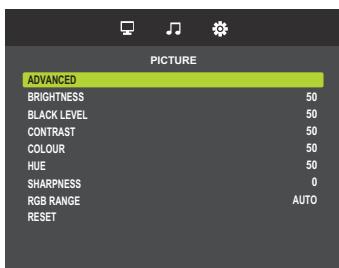 PICTURE
ADVANCED
BRIGHTNESS 50
BLACK LEVEL 50
CONTRAST 50
COLOUR 50
HUE 50
SHARPNESS 0
RGB RANGE AUTO
RESET